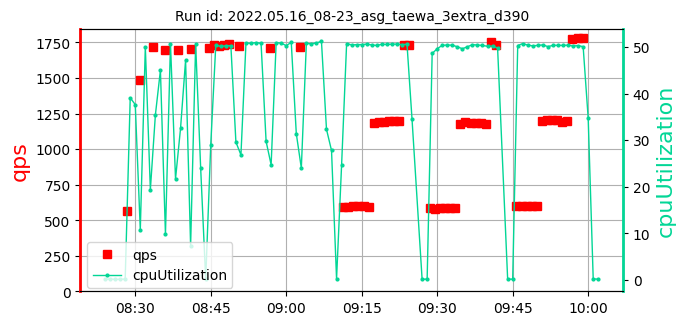 Run id: 2022.05.16_08-23_asg_taewa_3extra_d390
qps
1750
1500
1250
1000
750
500
250
0
50
40
30
20
10
0
cpuUtilization
qps
cpuUtilization
08:30 08:45 09:00 09:15 09:30 09:45 10:00